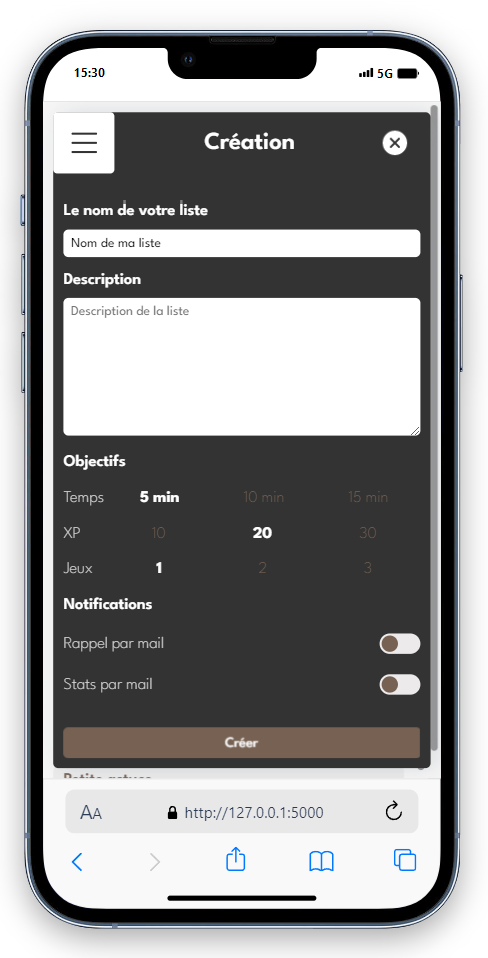 15:30 5G
Création
Le nom de votre liste
Nom de ma liste
Description
Description de la liste
Objectifs
Temps 5 min 10 min 15 min
XP 10 20 30
Jeux 1 2 3
Notifications
Rappel par mail
Stats par mail
Créer
Petite astuce
AA http://127.0.0.1:5000